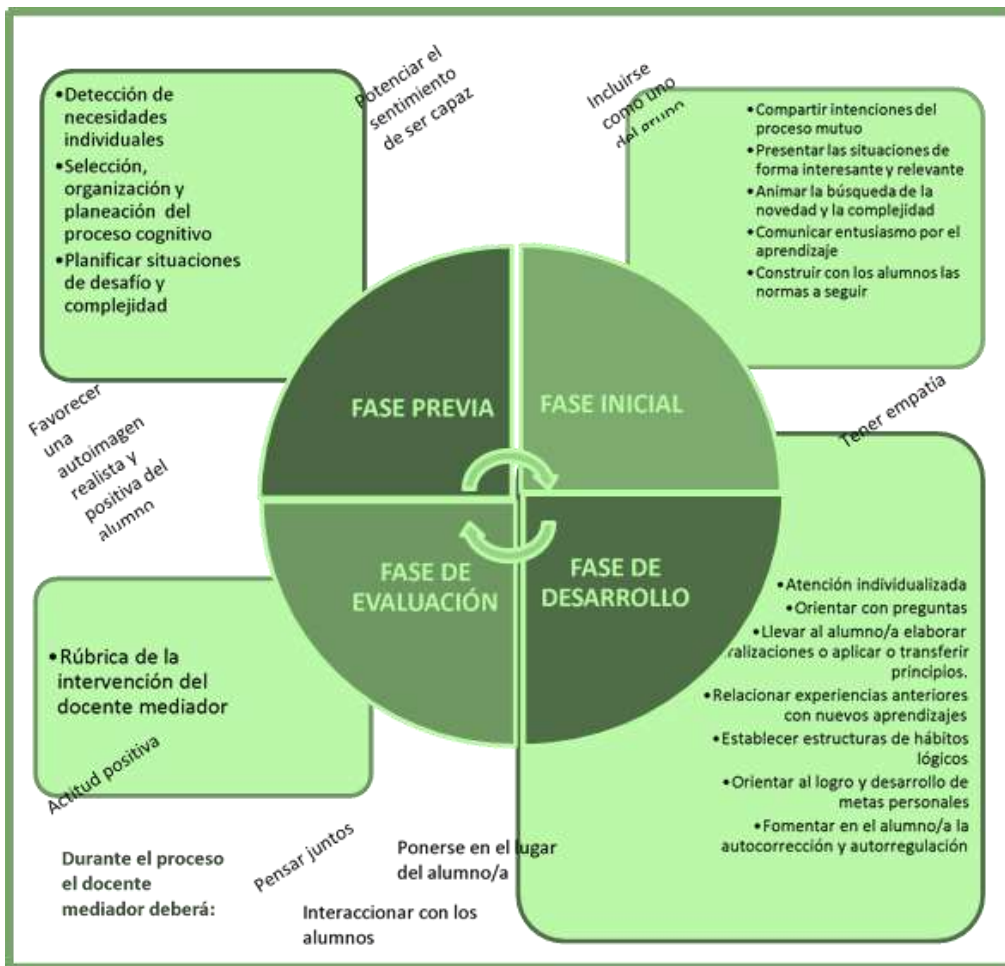 Potenciar el
sentimiento
de ser capaz
Incluirse
como uno
del grupo
•Detección de
necesidades
individuales
•Selección,
organización y
planeación del
proceso cognitivo
•Planificar situaciones
de desafío y
complejidad
•Compartir intenciones del
proceso mutuo
•Presentar las situaciones de
forma interesante y relevante
•Animar la búsqueda de la
novedad y la complejidad
•Comunicar entusiasmo por el
aprendizaje
•Construir con los alumnos las
normas a seguir
FASE PREVIA
FASE INICIAL
Favorecer
una
autoimagen
realista y
positiva del
alumno
Tener empatía
FASE DE
EVALUACIÓN
FASE DE
DESARROLLO
•Rúbrica de la
intervención del
docente mediador
•Atención individualizada
•Orientar con preguntas
•Llevar al alumno/a elaborar
ralizaciones o aplicar o transferir
principios.
•Relacionar experiencias anteriores
con nuevos aprendizajes
•Establecer estructuras de hábitos
lógicos
•Orientar al logro y desarrollo de
metas personales
•Fomentar en el alumno/a la
autocorrección y autorregulación
Actitud positiva
Durante el proceso
el docente
mediador deberá:
Pensar juntos
Ponerse en el lugar
del alumno/a
Interaccionar con los
alumnos